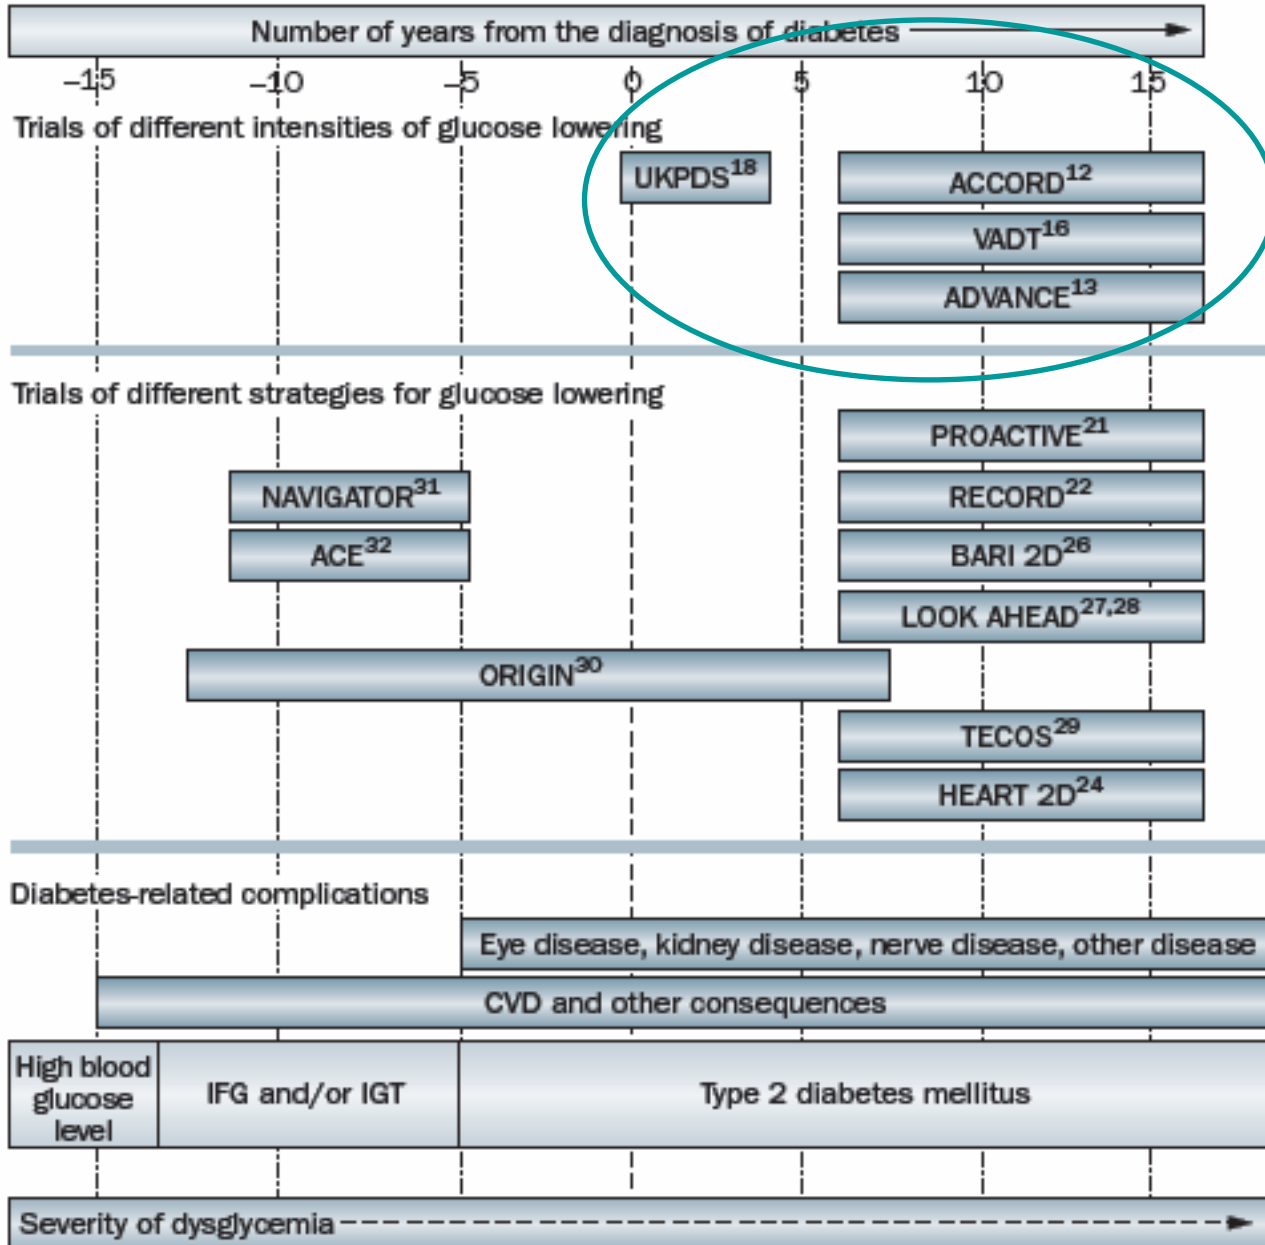 Number of years from the diagnosis of diabetes
–15 –10 –5 0 5 10 15
Trials of different intensities of glucose lowering
UKPDS18
ACCORD12
VADT16
ADVANCE13
Trials of different strategies for glucose lowering
PROACTIVE21
NAVIGATOR31
RECORD22
ACE32
BARI 2D26
LOOK AHEAD27,28
ORIGIN30
TECOS29
HEART 2D24
Diabetes-related complications
Eye disease, kidney disease, nerve disease, other disease
CVD and other consequences
High blood
glucose
level
IFG and/or IGT
Type 2 diabetes mellitus
Severity of dysglycemia